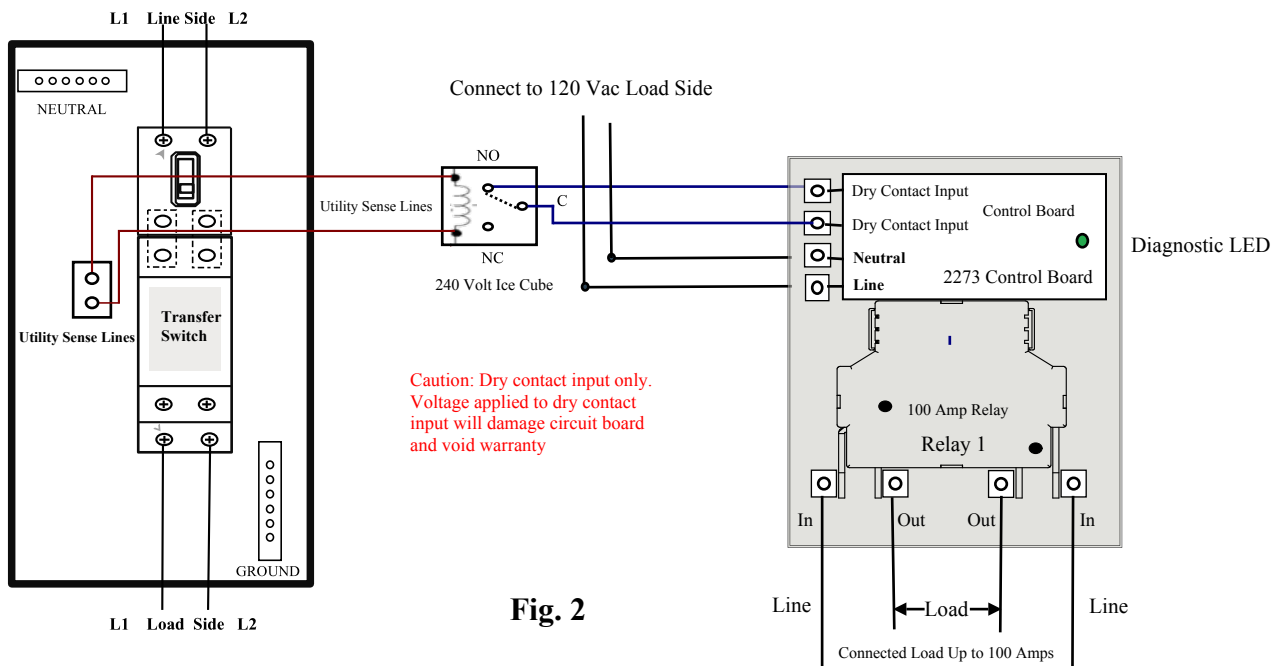 L1 Line Side L2
NEUTRAL
Transfer
Switch
Utility Sense Lines
GROUND
L1 Load Side L2
Connect to 120 Vac Load Side
NO
Utility Sense Lines
C
NC
240 Volt Ice Cube
Caution: Dry contact input only.
Voltage applied to dry contact
input will damage circuit board
and void warranty
Dry Contact Input
Control Board
Dry Contact Input
Neutral
2273 Control Board
Line
Diagnostic LED
100 Amp Relay
Relay 1
In
Out
Out
In
Line
Load
Line
Connected Load Up to 100 Amps
Fig. 2